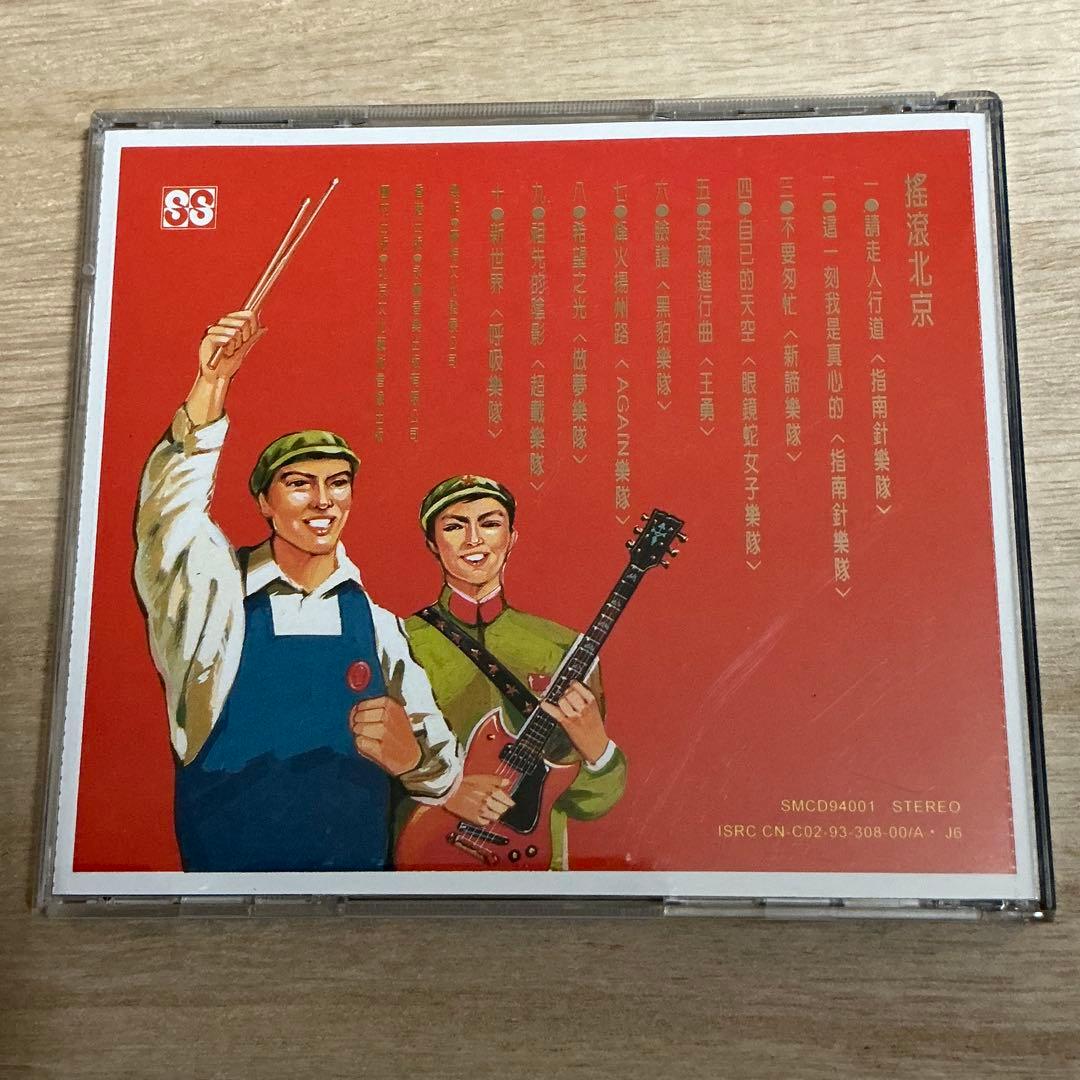 搖滾北京
一●請走人行道〈指南針樂隊〉
二●這一刻我是真心的〈指南針樂隊〉
三●不要匆忙〈新諦樂隊〉
四●自己的天空〈眼鏡蛇女子樂隊〉
五●安魂進行曲〈王勇〉
六●臉譜〈黑豹樂隊〉
七●烽火揚州路〈AGAIN樂隊〉
八●希望之光〈做夢樂隊〉
九●祖先的陰影〈超載樂隊〉
十●新世界〈呼吸樂隊〉
SS
SMCD94001 STEREO
ISRC CN-C02-93-308-00/A・J6